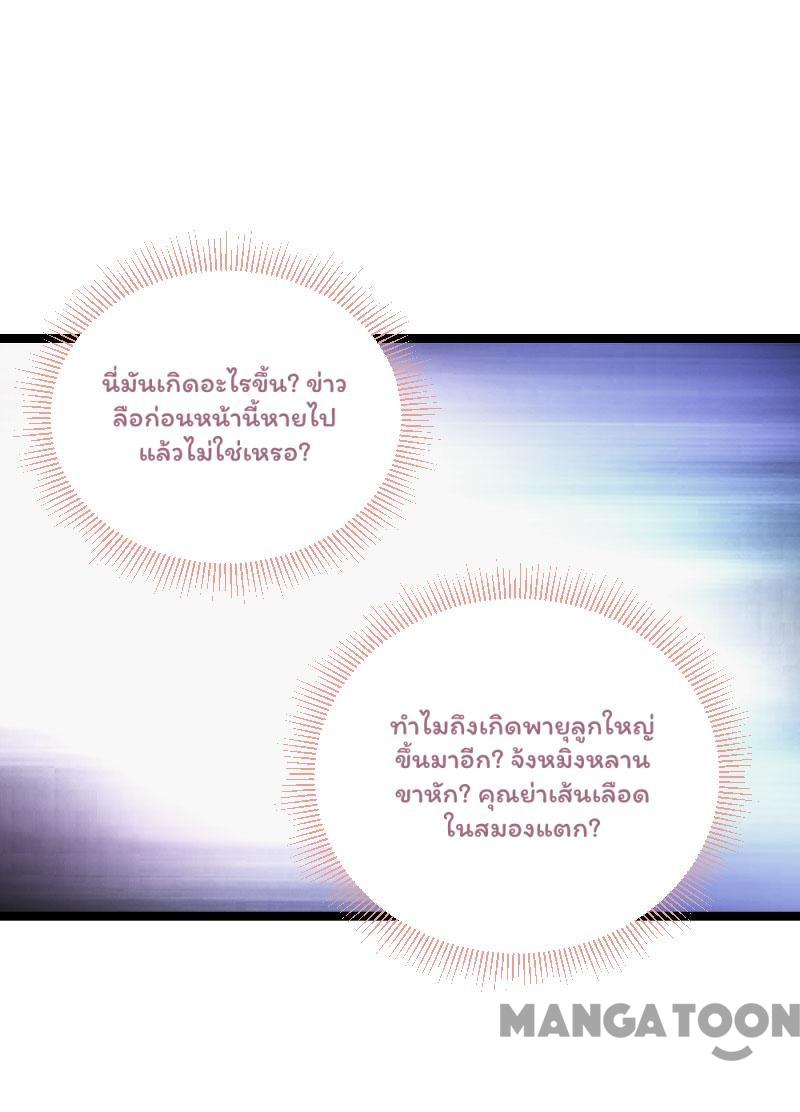 นี่มันเกิดอะไรขึ้น? ข่าว
ลือก่อนหน้านี้หายไป
แล้วไม่ใช่เหรอ?
ทำไมถึงเกิดพายุลูกใหญ่
ขึ้นมาอีก? จ้งหมิงหลาน
ขาหัก? คุณย่าเส้นเลือด
ในสมองแตก?
MANGATOON